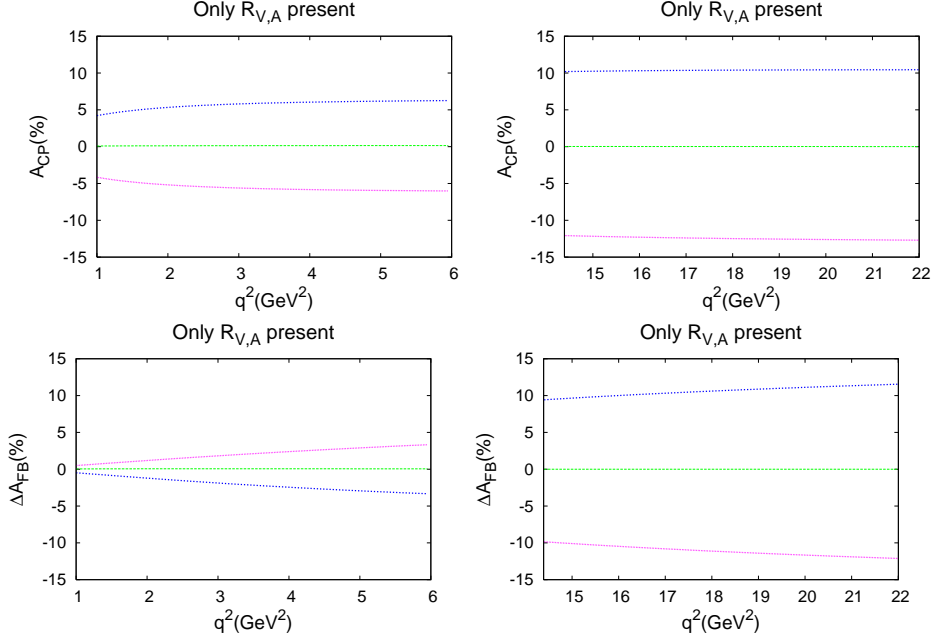 Only R_{V,A} present
A_{CP}(%)
15
10
5
0
-5
-10
-15
1 2 3 4 5 6
q^2(GeV^2)
Only R_{V,A} present
A_{CP}(%)
15
10
5
0
-5
-10
-15
15 16 17 18 19 20 21 22
q^2(GeV^2)
Only R_{V,A} present
ΔA_{FB}(%)
15
10
5
0
-5
-10
-15
1 2 3 4 5 6
q^2(GeV^2)
Only R_{V,A} present
ΔA_{FB}(%)
15
10
5
0
-5
-10
-15
15 16 17 18 19 20 21 22
q^2(GeV^2)